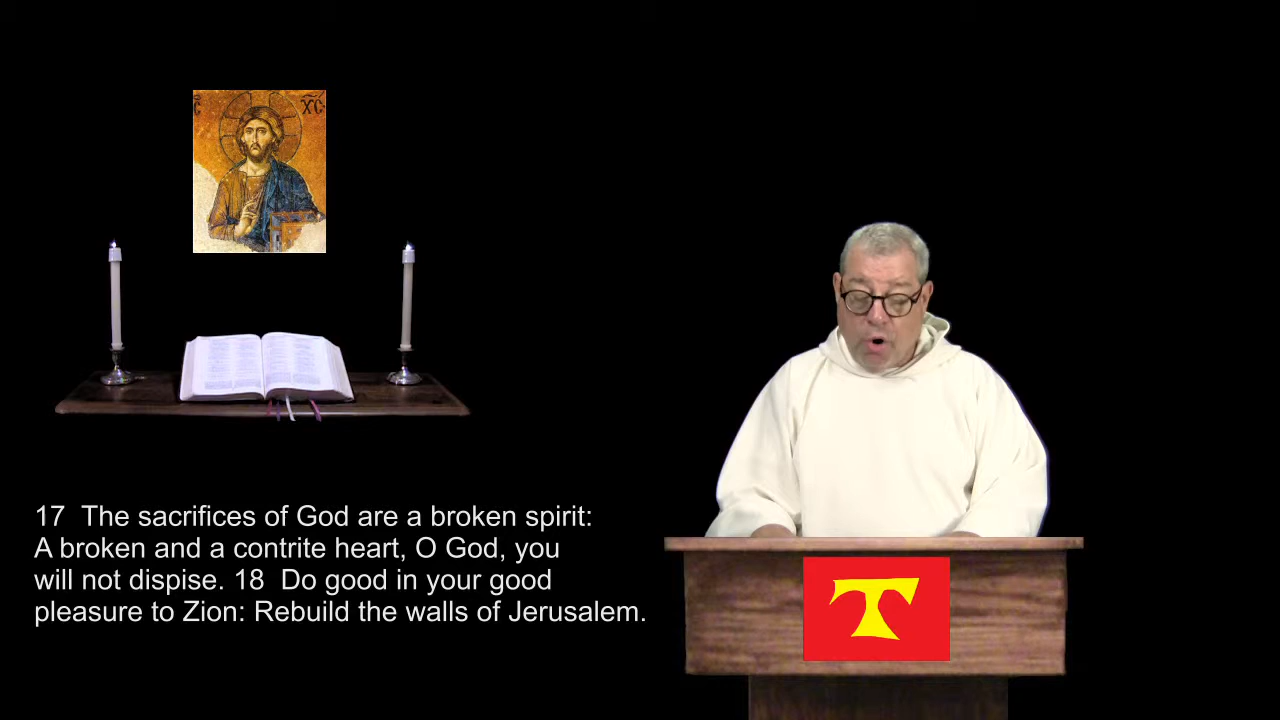 C XC
17 The sacrifices of God are a broken spirit:
A broken and a contrite heart, O God, you
will not dispise. 18 Do good in your good
pleasure to Zion: Rebuild the walls of Jerusalem.
T